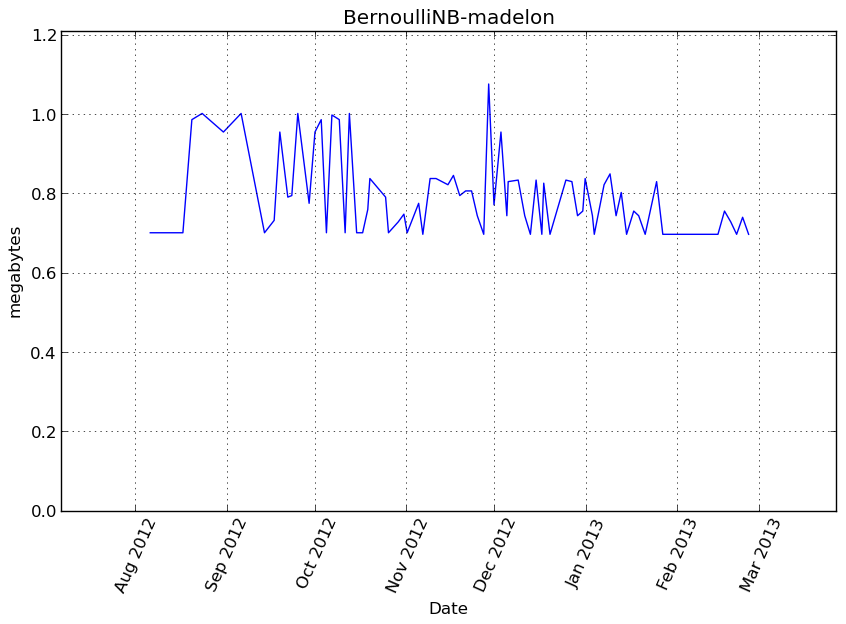 BernoulliNB-madelon
1.2
1.0
0.8
0.6
0.4
0.2
0.0
megabytes
Aug 2012
Sep 2012
Oct 2012
Nov 2012
Dec 2012
Jan 2013
Feb 2013
Mar 2013
Date